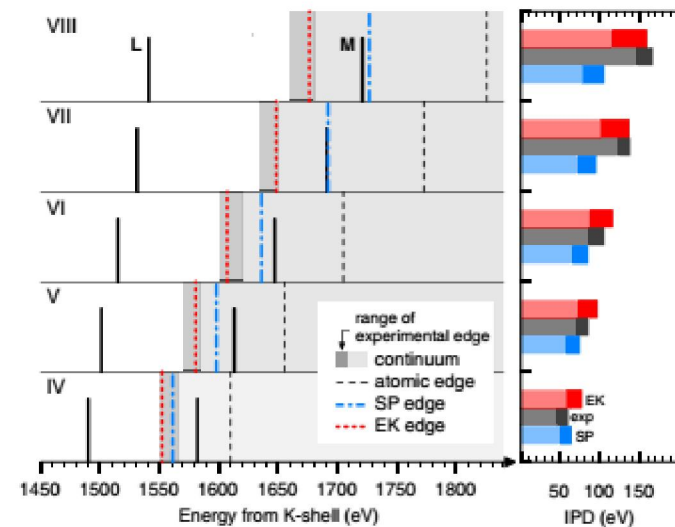 VIII
L
M
VII
VI
V
IV
range of
experimental edge
continuum
atomic edge
SP edge
EK edge
EK
exp
SP
1450 1500 1550 1600 1650 1700 1750 1800
Energy from K-shell (eV)
50 100 150
IPD (eV)